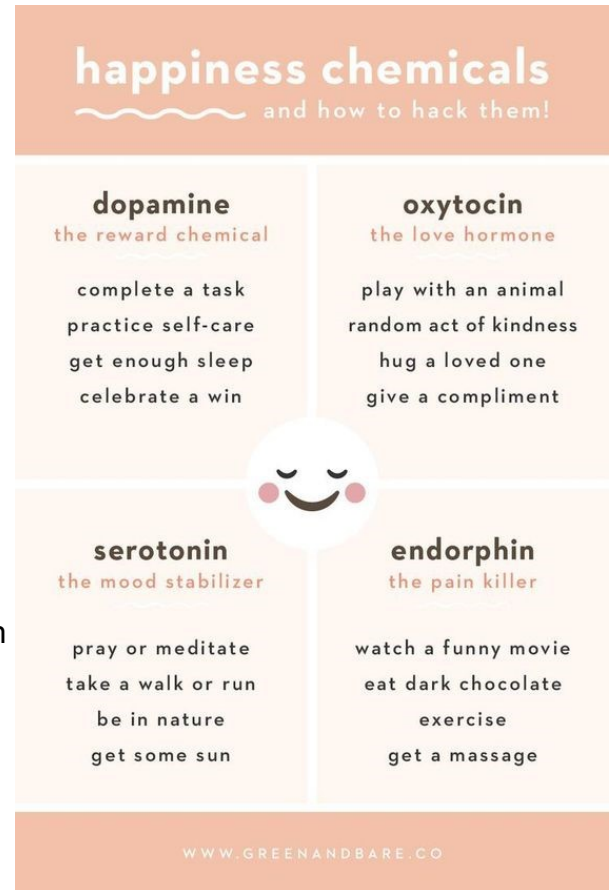 happiness chemicals
and how to hack them!
dopamine
the reward chemical
complete a task
practice self-care
get enough sleep
celebrate a win
oxytocin
the love hormone
play with an animal
random act of kindness
hug a loved one
give a compliment
serotonin
the mood stabilizer
pray or meditate
take a walk or run
be in nature
get some sun
endorphin
the pain killer
watch a funny movie
eat dark chocolate
exercise
get a massage
WWW.GREENANDBARE.CO